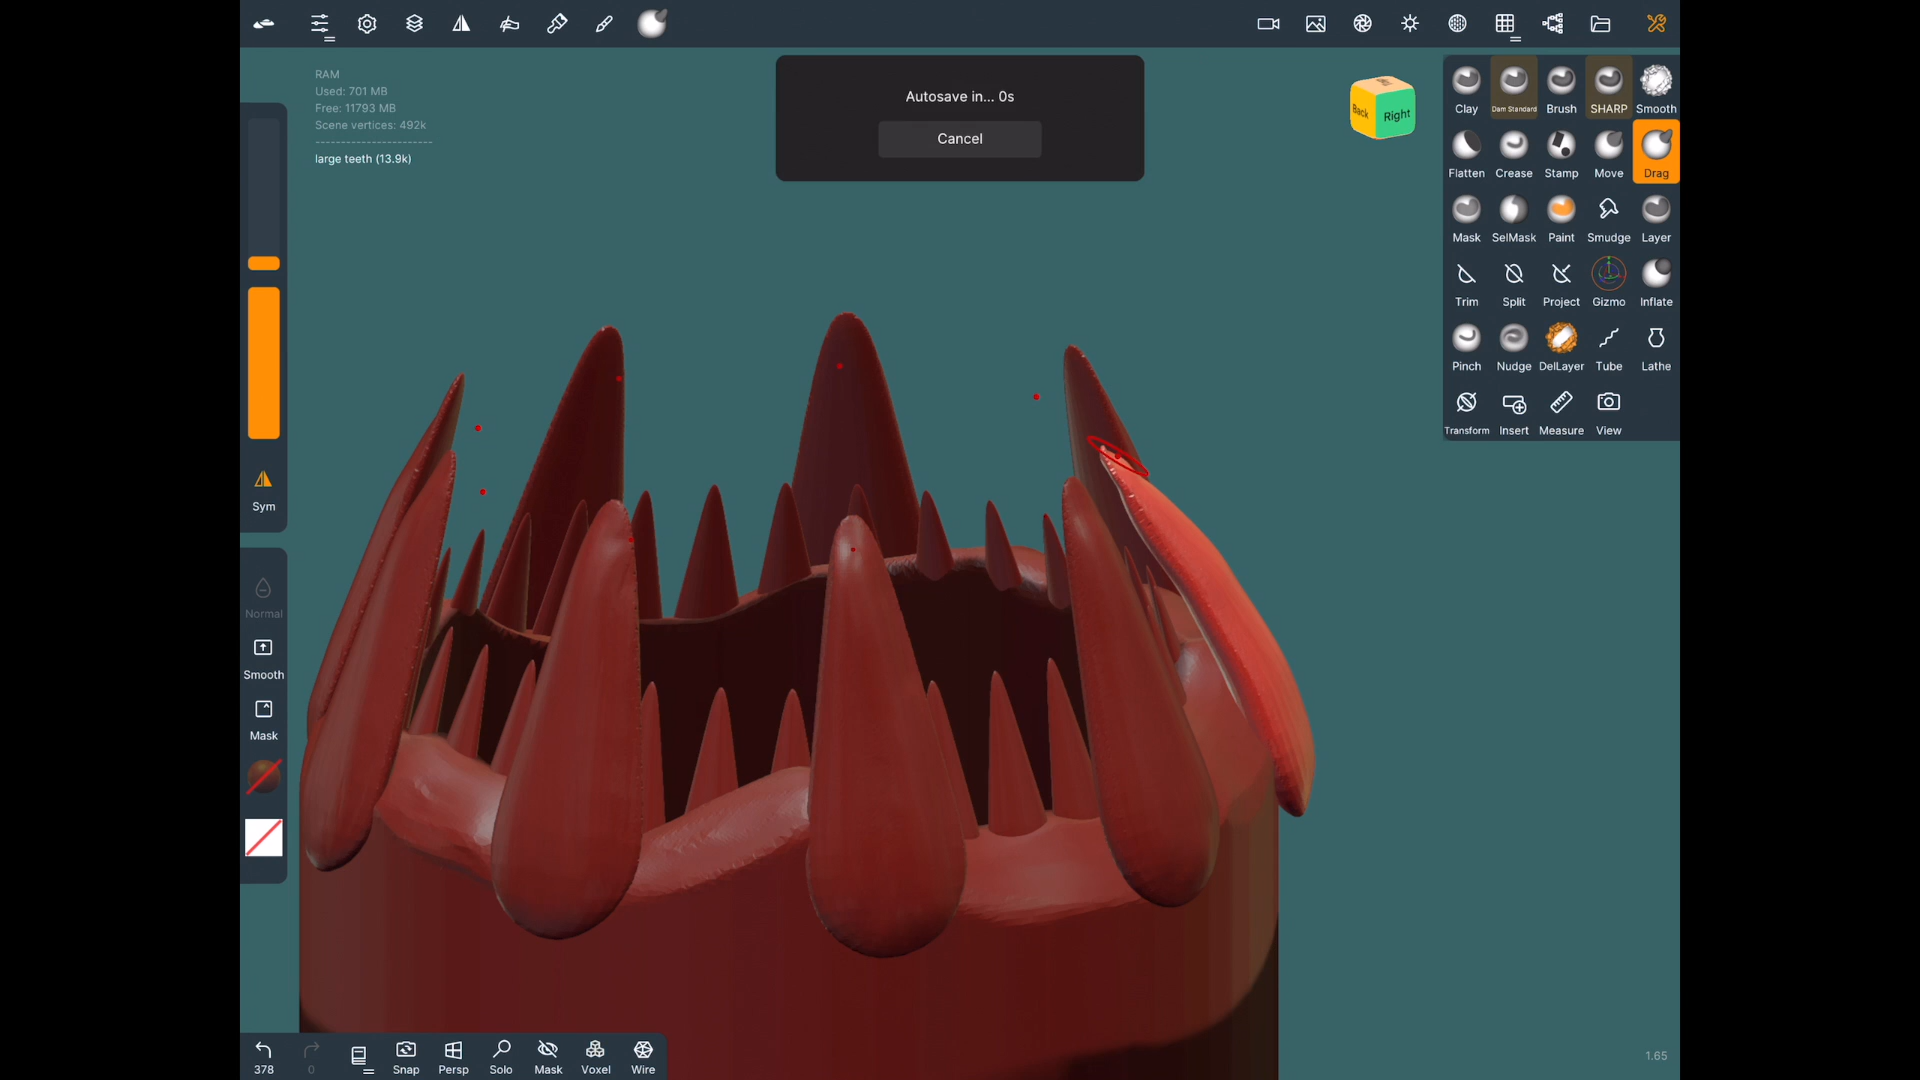 RAM
Used: 701 MB
Free: 11793 MB
Scene vertices: 492k
----------------------
large teeth (13.9k)
Autosave in... 0s
Cancel
Back
Right
Clay
Dam Standard
Brush
SHARP
Smooth
Flatten
Crease
Stamp
Move
Drag
Mask
SelMask
Paint
Smudge
Layer
Trim
Split
Project
Gizmo
Inflate
Pinch
Nudge
DelLayer
Tube
Lathe
Transform
Insert
Measure
View
Sym
Normal
Smooth
Mask
378
0
Snap
Persp
Solo
Mask
Voxel
Wire
1.65